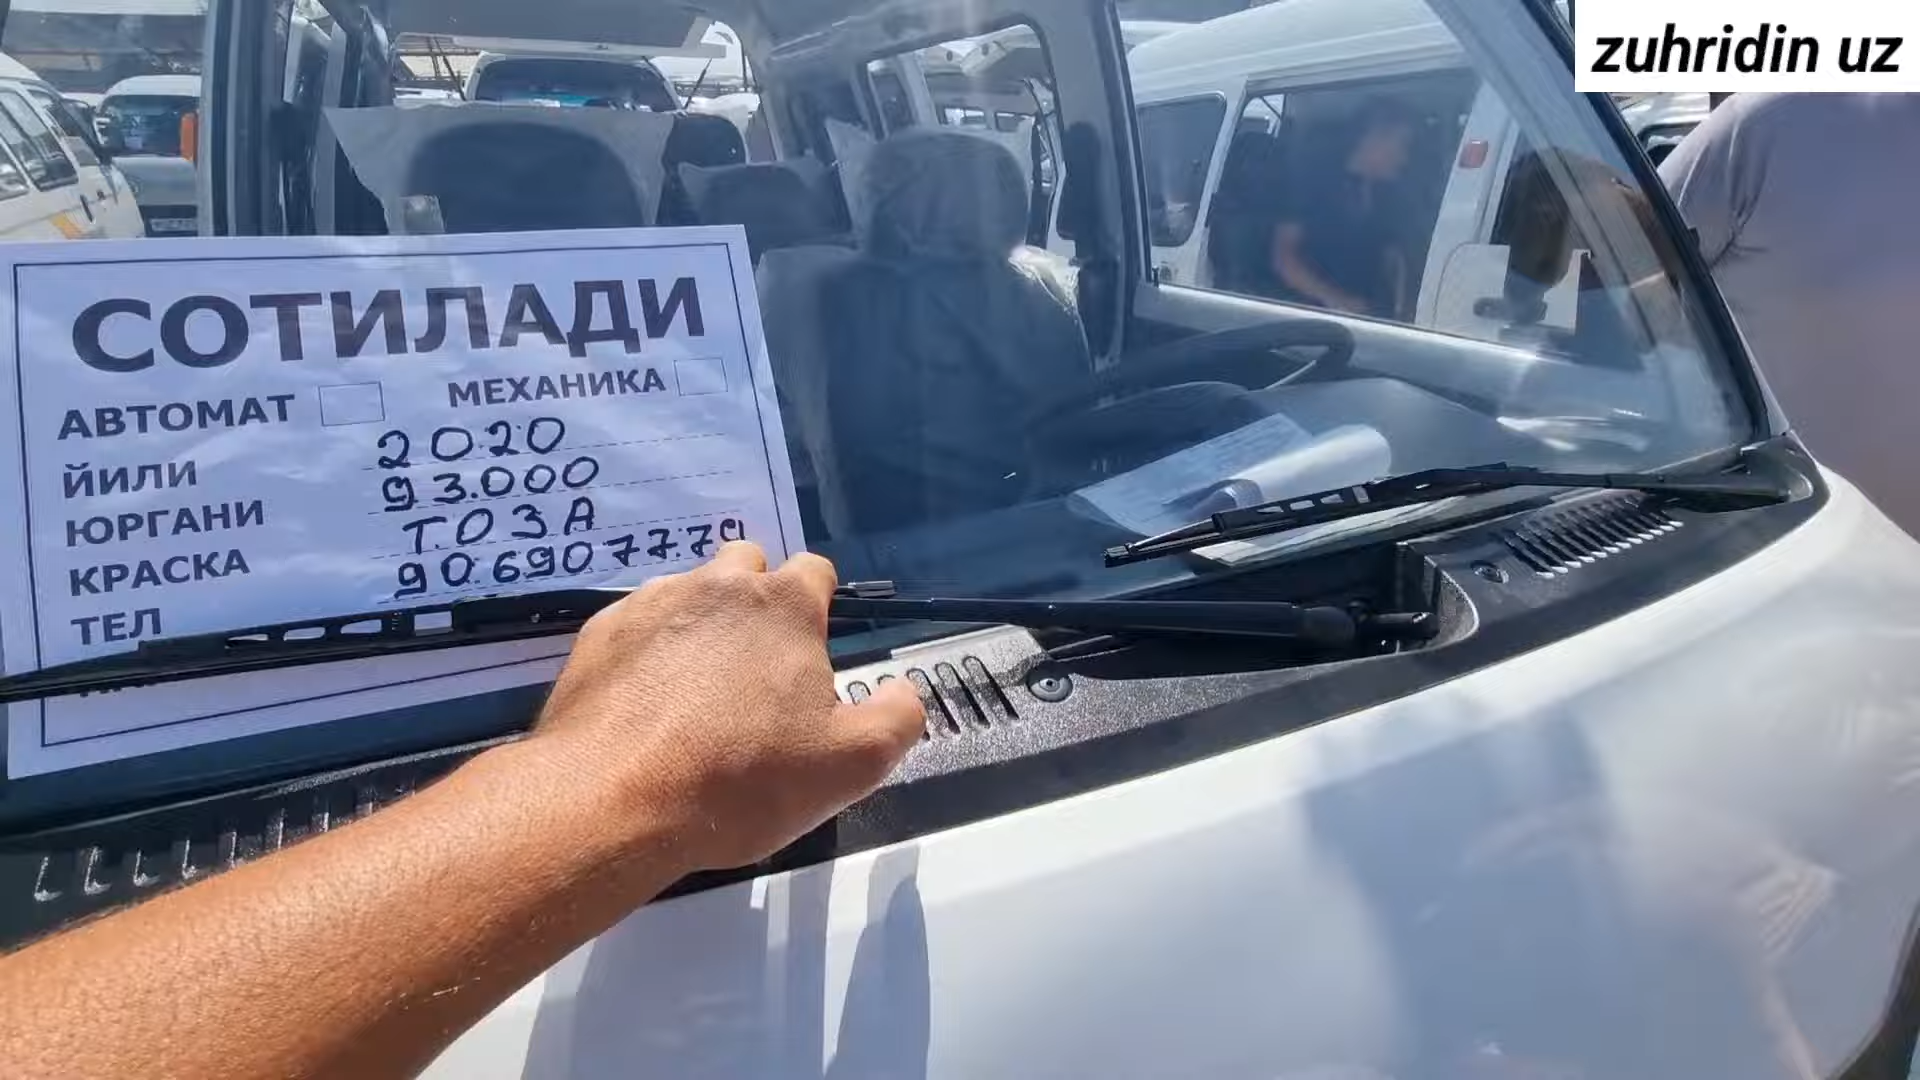 zuhridin uz
СОТИЛАДИ
АВТОМАТ МЕХАНИКА
ЙИЛИ 2020
ЮРГАНИ 93.000
КРАСКА ТОЗА
ТЕЛ 90.690 77.79